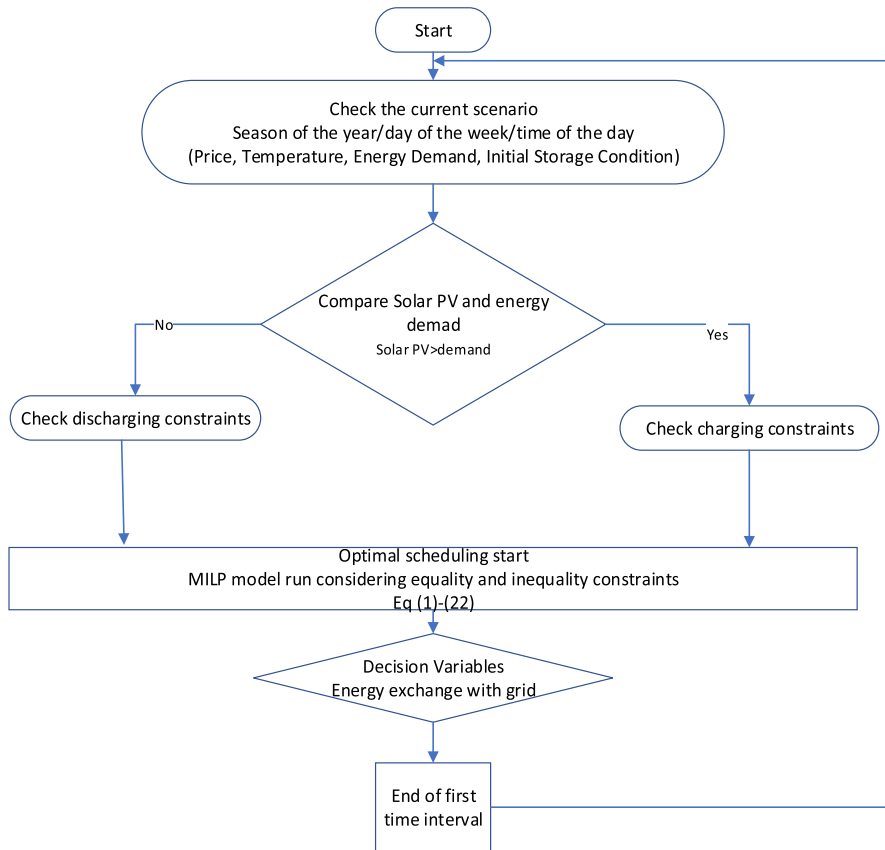 Start
Check the current scenario
Season of the year/day of the week/time of the day
(Price, Temperature, Energy Demand, Initial Storage Condition)
Compare Solar PV and energy
demad
Solar PV>demand
No
Yes
Check discharging constraints
Check charging constraints
Optimal scheduling start
MILP model run considering equality and inequality constraints
Eq (1)-(22)
Decision Variables
Energy exchange with grid
End of first
time interval